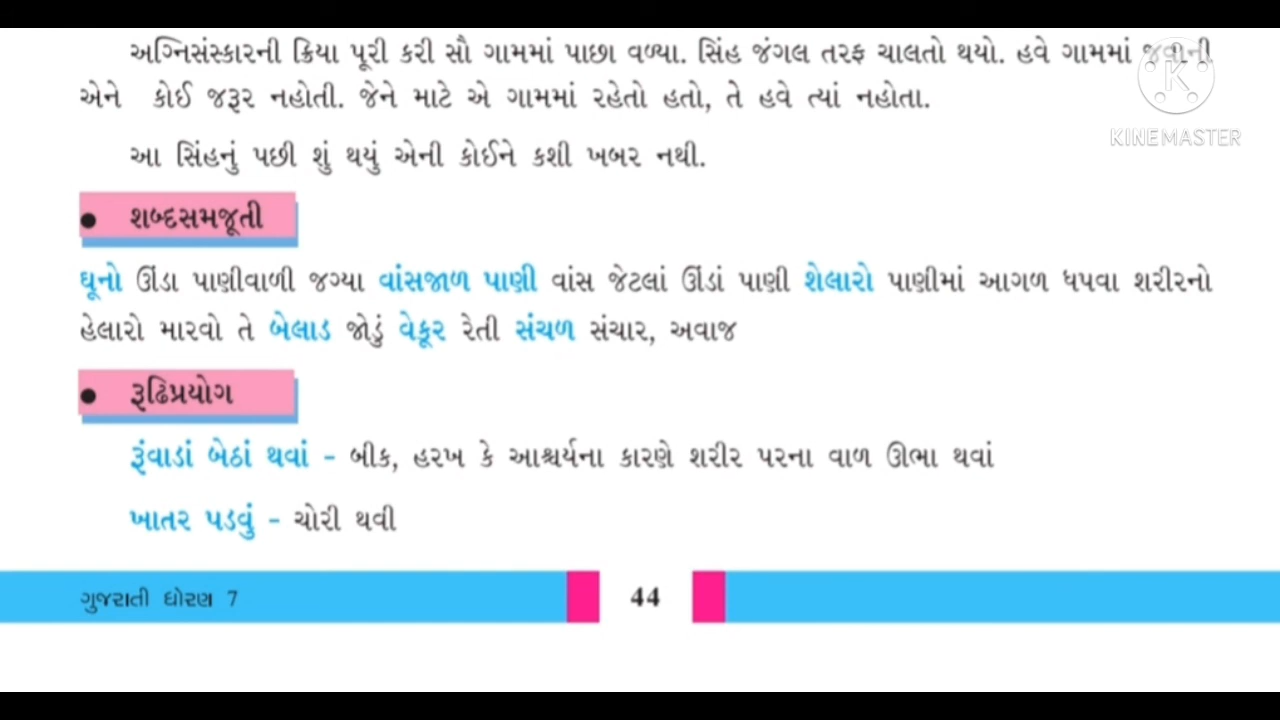 અગ્નિસંસ્કારની ક્રિયા પૂરી કરી સૌ ગામમાં પાછા વળ્યા. સિંહ જંગલ તરફ ચાલતો થયો. હવે ગામમાં જવાની
એને કોઈ જરૂર નહોતી. જેને માટે એ ગામમાં રહેતો હતો, તે હવે ત્યાં નહોતા.
KINEMASTER
આ સિંહનું પછી શું થયું એની કોઈને કશી ખબર નથી.
● શબ્દસમજૂતી
ધૂનો ઊંડા પાણીવાળી જગ્યા વાંસજાળ પાણી વાંસ જેટલાં ઊંડાં પાણી શેલારો પાણીમાં આગળ ધપવા શરીરનો
હેલારો મારવો તે બેલાડ જોડું વેકૂર રેતી સંચળ સંચાર, અવાજ
● રૂઢિપ્રયોગ
રૂંવાડાં બેઠાં થવાં - બીક, હરખ કે આશ્ચર્યના કારણે શરીર પરના વાળ ઊભા થવાં
ખાતર પડવું - ચોરી થવી
ગુજરાતી ધોરણ 7 44